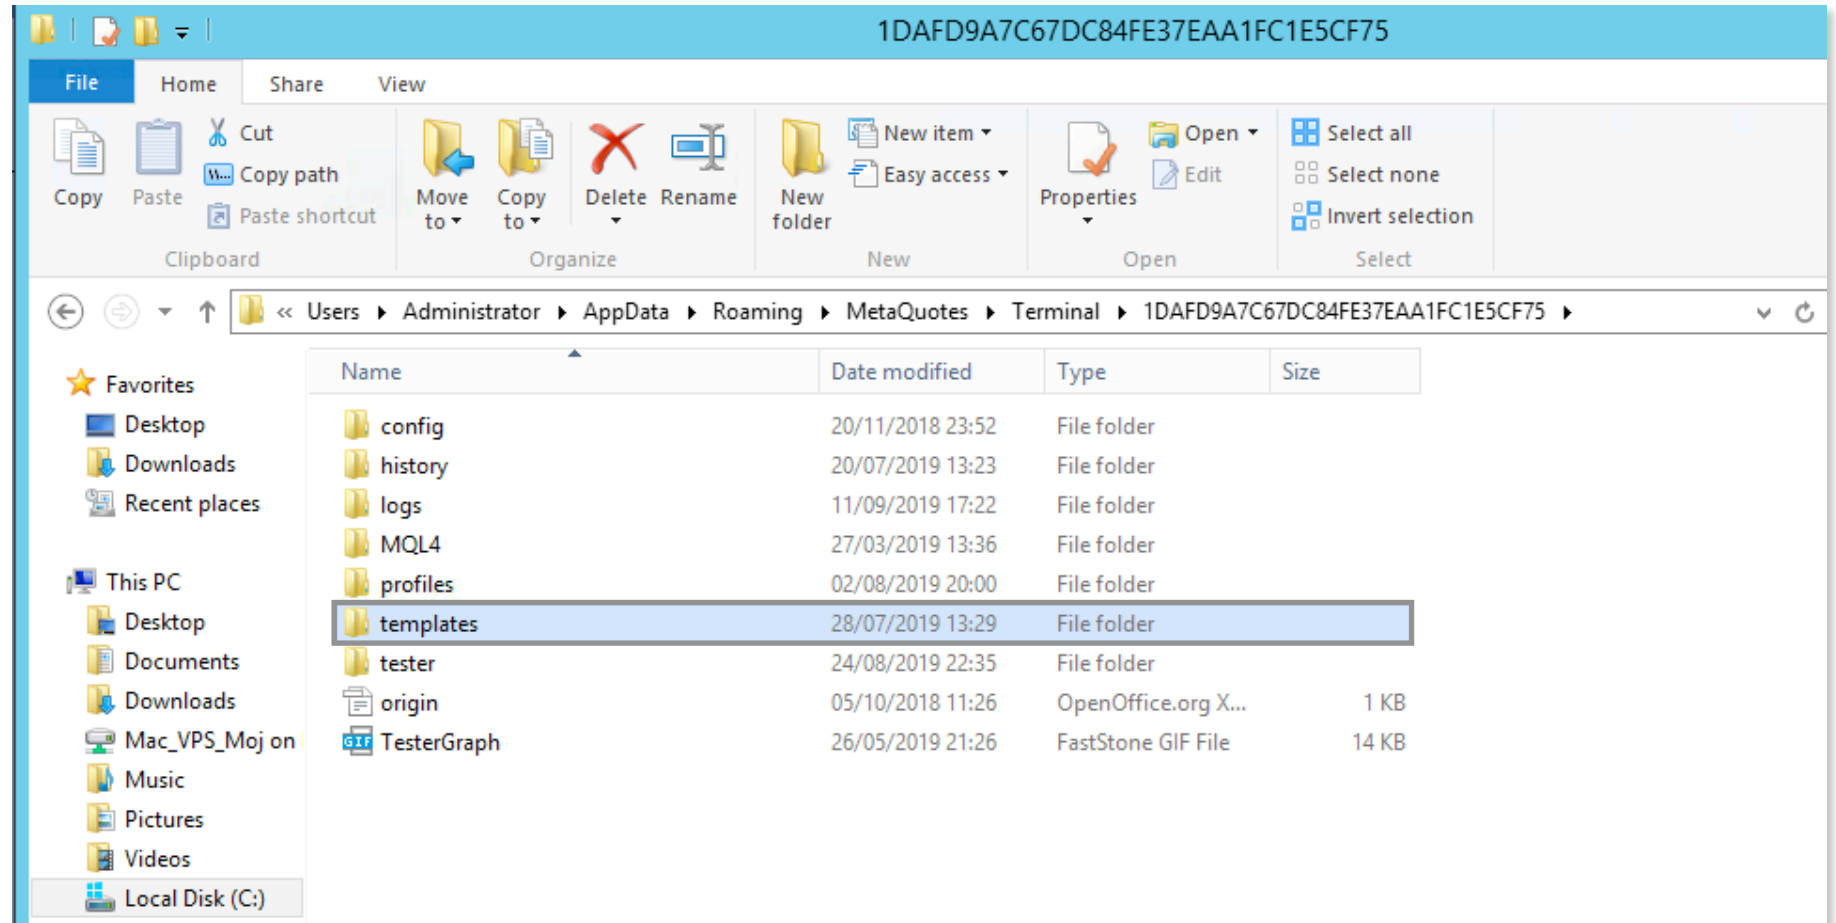 1DAFD9A7C67DC84FE37EAA1FC1E5CF75
File Home Share View
Copy
Paste
Cut
Copy path
Paste shortcut
Clipboard
Move to
Copy to
Delete
Rename
Organize
New folder
New item
Easy access
New
Properties
Open
Edit
Open
Select all
Select none
Invert selection
Select
« Users Administrator AppData Roaming MetaQuotes Terminal 1DAFD9A7C67DC84FE37EAA1FC1E5CF75
Favorites
Desktop
Downloads
Recent places
This PC
Desktop
Documents
Downloads
Mac_VPS_Moj on
Music
Pictures
Videos
Local Disk (C:)
Name Date modified Type Size
config 20/11/2018 23:52 File folder
history 20/07/2019 13:23 File folder
logs 11/09/2019 17:22 File folder
MQL4 27/03/2019 13:36 File folder
profiles 02/08/2019 20:00 File folder
templates 28/07/2019 13:29 File folder
tester 24/08/2019 22:35 File folder
origin 05/10/2018 11:26 OpenOffice.org X... 1 KB
GIF TesterGraph 26/05/2019 21:26 FastStone GIF File 14 KB